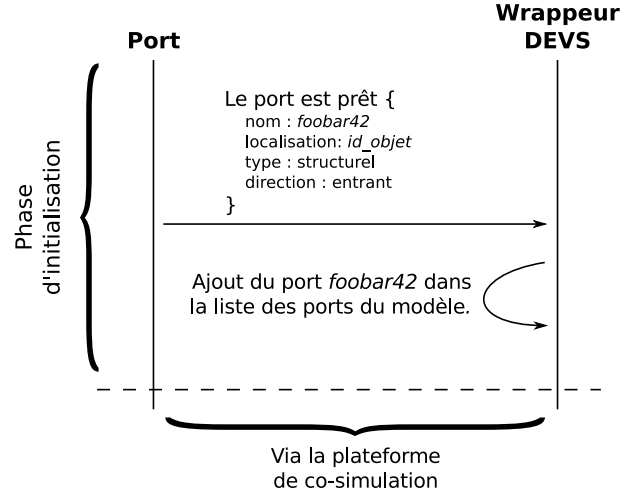 Wrappeur
Port
DEVS
Le port est prêt {
nom : foobar42
localisation: id_objet
type : structurel
direction : entrant
}
Phase
d'initialisation
Ajout du port foobar42 dans
la liste des ports du modèle.
Via la plateforme
de co-simulation